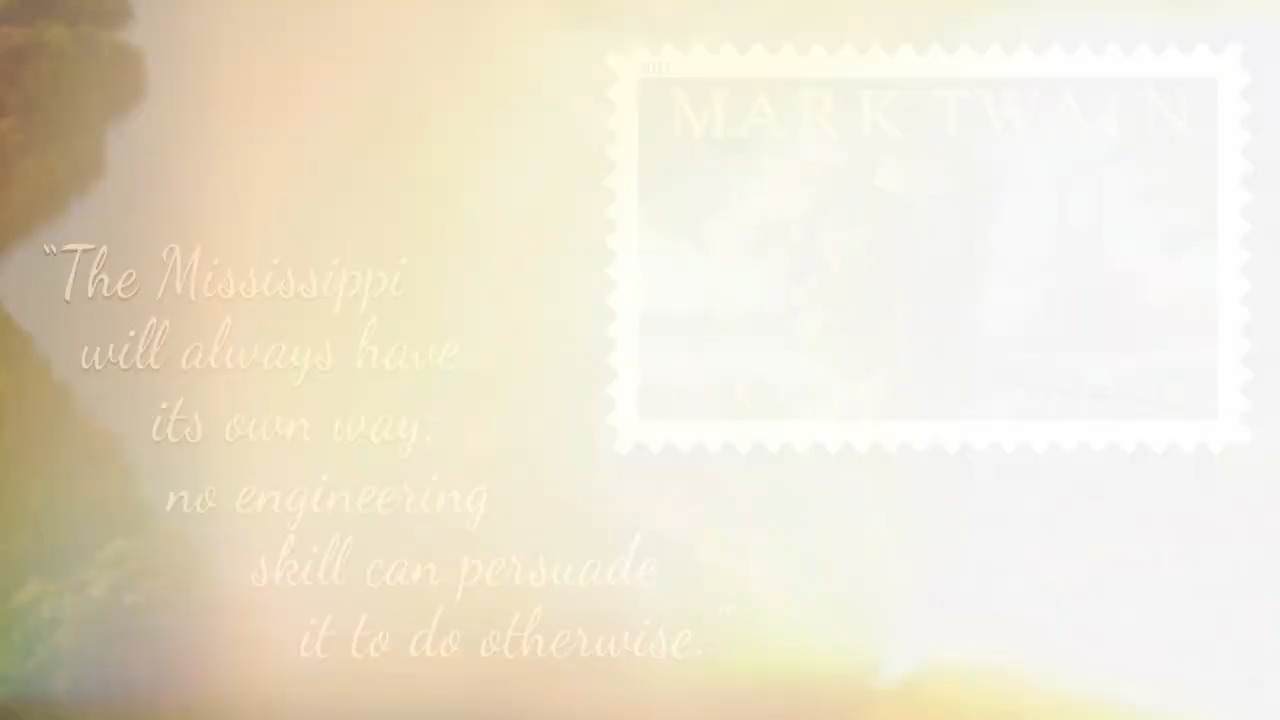 MARK TWAIN
“The Mississippi
will always have
its own way;
no engineering
skill can persuade
it to do otherwise.”